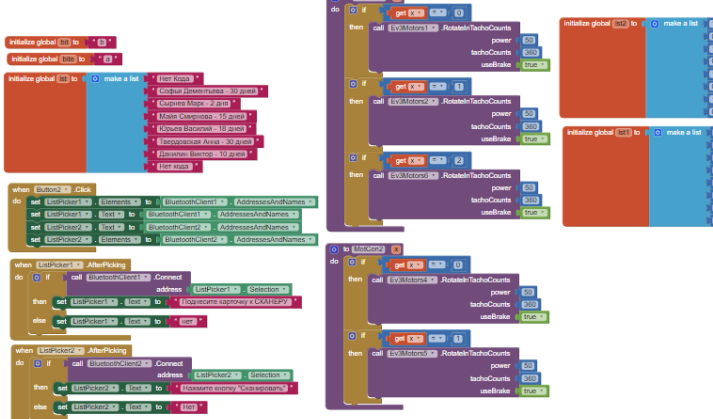 initialize global bit to " b "
initialize global bite to " a "
initialize global list to make a list " Нет Кода "
" Софья Дементьева - 30 дней "
" Сырнев Марк - 2 дня "
" Майя Смирнова - 15 дней "
" Юрьев Василий - 18 дней "
" Твердовская Анна - 30 дней "
" Данилин Виктор - 10 дней "
" Нет кода "
when Button2 .Click
do set ListPicker1 . Elements to BluetoothClient1 . AddressesAndNames
set ListPicker1 . Text to BluetoothClient1 . AddressesAndNames
set ListPicker2 . Text to BluetoothClient2 . AddressesAndNames
set ListPicker2 . Elements to BluetoothClient2 . AddressesAndNames
when ListPicker1 .AfterPicking
do if call BluetoothClient1 .Connect
address ListPicker1 . Selection
then set ListPicker1 . Text to " Поднесите карточку к СКАНЕРУ "
else set ListPicker1 . Text to " нет "
when ListPicker2 .AfterPicking
do if call BluetoothClient2 .Connect
address ListPicker2 . Selection
then set ListPicker2 . Text to " Нажмите кнопку "Сканировать" "
else set ListPicker2 . Text to " Нет "
do if get x = 0
then call Ev3Motors1 .RotateInTachoCounts
power 50
tachoCounts 360
useBrake true
if get x = 1
then call Ev3Motors2 .RotateInTachoCounts
power 50
tachoCounts 360
useBrake true
if get x = 2
then call Ev3Motors6 .RotateInTachoCounts
power 50
tachoCounts 360
useBrake true
to MotCon2 x
do if get x = 0
then call Ev3Motors4 .RotateInTachoCounts
power 50
tachoCounts 360
useBrake true
if get x = 1
then call Ev3Motors5 .RotateInTachoCounts
power 50
tachoCounts 360
useBrake true
initialize global list2 to make a list
initialize global list1 to make a list